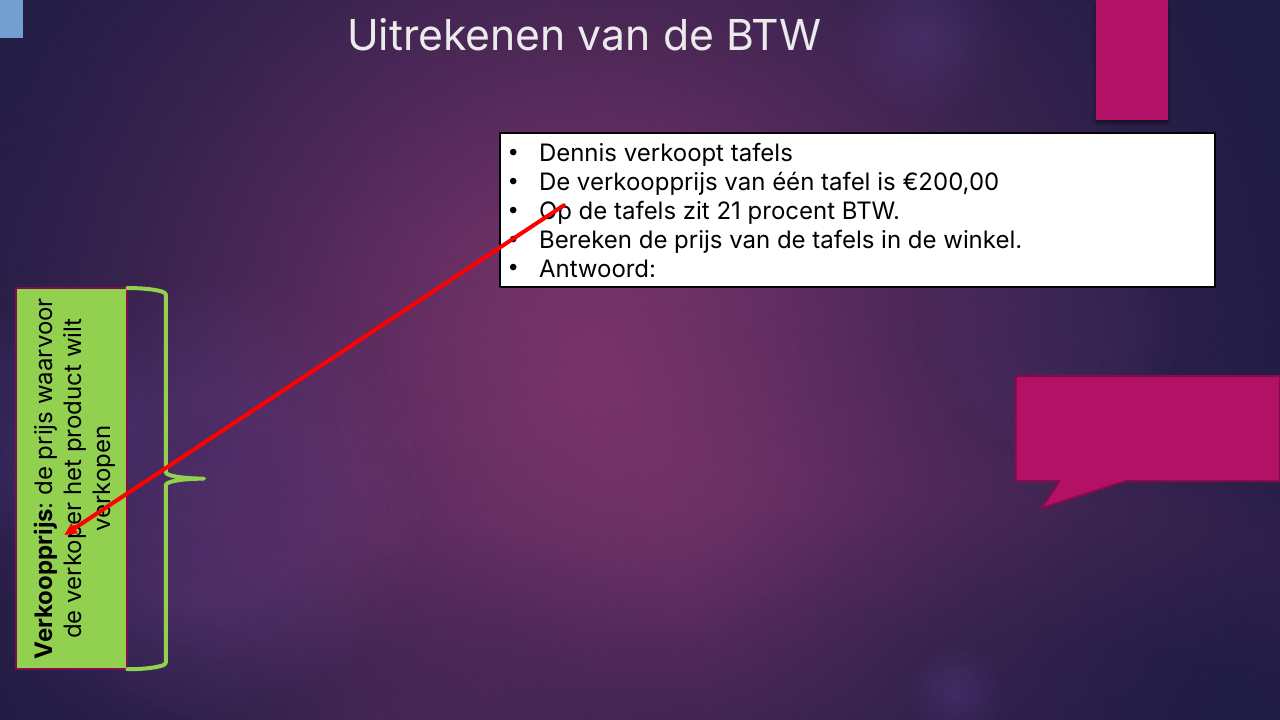 Uitrekenen van de BTW
• Dennis verkoopt tafels
• De verkoopprijs van één tafel is €200,00
• Op de tafels zit 21 procent BTW.
• Bereken de prijs van de tafels in de winkel.
• Antwoord:
Verkoopprijs: de prijs waarvoor
de verkoper het product wilt
verkopen